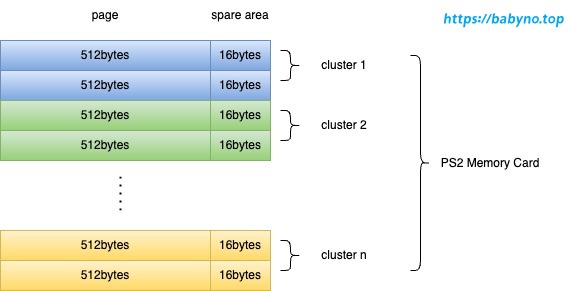 page spare area https://babyno.top
512bytes 16bytes
cluster 1
512bytes 16bytes
512bytes 16bytes
cluster 2
512bytes 16bytes
PS2 Memory Card
512bytes 16bytes
cluster n
512bytes 16bytes